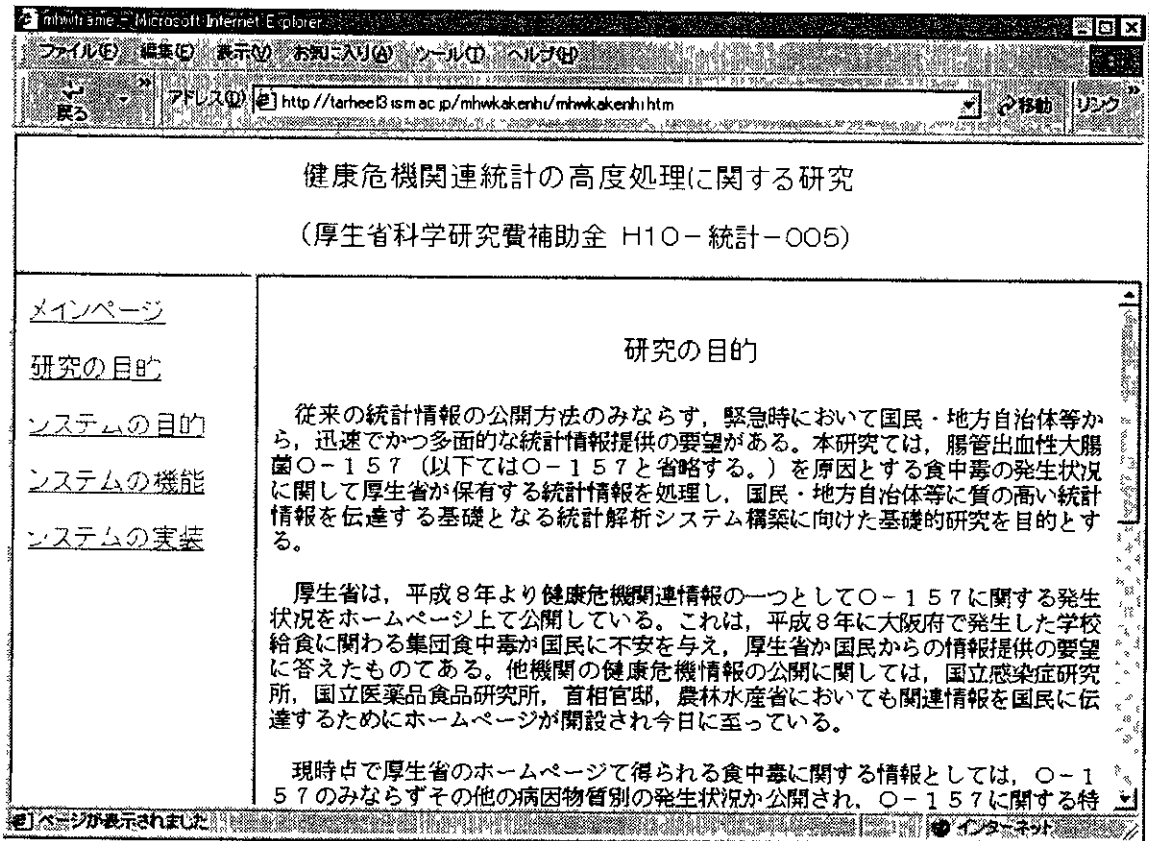 mhwframe - Microsoft Internet Explorer
ファイル(F) 編集(E) 表示(V) お気に入り(A) ツール(T) ヘルプ(H)
戻る » アドレス(D) http //tarheel3 ism ac jp/mhwkakenhi/mhwkakenhi htm 移動 リンク »
健康危機関連統計の高度処理に関する研究
(厚生省科学研究費補助金 H10-統計-005)
メインページ
研究の目的
ンステムの目的
ンステムの機能
ンステムの実装
研究の目的
従来の統計情報の公開方法のみならす，緊急時において国民・地方自治体等か
ら，迅速でかつ多面的な統計情報提供の要望がある。本研究ては，腸管出血性大腸
菌O-157（以下てはO-157と省略する。）を原因とする食中毒の発生状況
に関して厚生省が保有する統計情報を処理し，国民・地方自治体等に質の高い統計
情報を伝達する基礎となる統計解析システム構築に向けた基礎的研究を目的とす
る。
厚生省は，平成8年より健康危機関連情報の一つとしてO-157に関する発生
状況をホームページ上て公開している。これは，平成8年に大阪府で発生した学校
給食に関わる集団食中毒が国民に不安を与え，厚生省か国民からの情報提供の要望
に答えたものてある。他機関の健康危機情報の公開に関しては，国立感染症研究
所，国立医薬品食品研究所，首相官邸，農林水産省においても関連情報を国民に伝
達するためにホームページが開設され今日に至っている。
現時点で厚生省のホームページて得られる食中毒に関する情報としては，O-1
57のみならずその他の病因物質別の発生状況か公開され，O-157に関する特
ページが表示されました インターネット